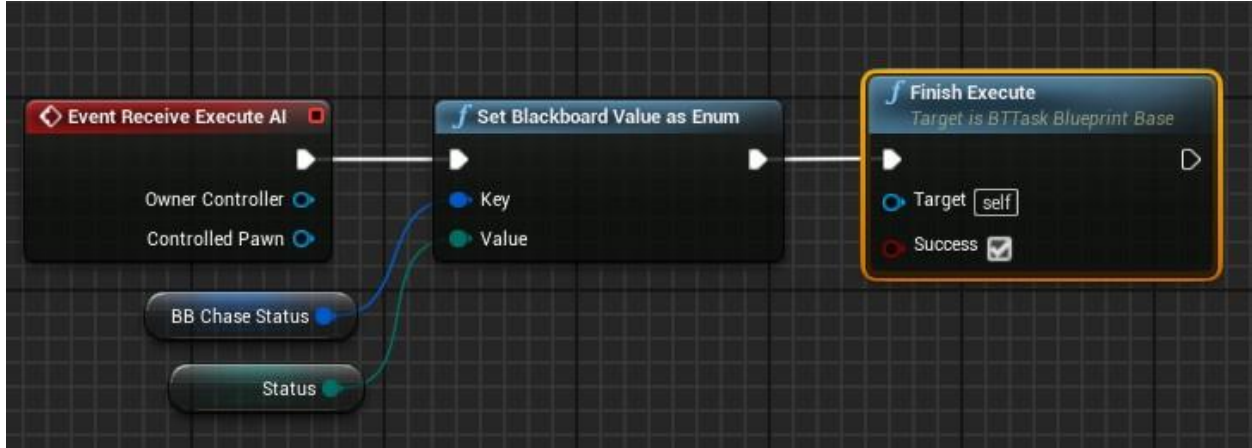 Event Receive Execute AI
Owner Controller
Controlled Pawn
BB Chase Status
Status
Set Blackboard Value as Enum
Key
Value
Finish Execute
Target is BTTask Blueprint Base
Target self
Success